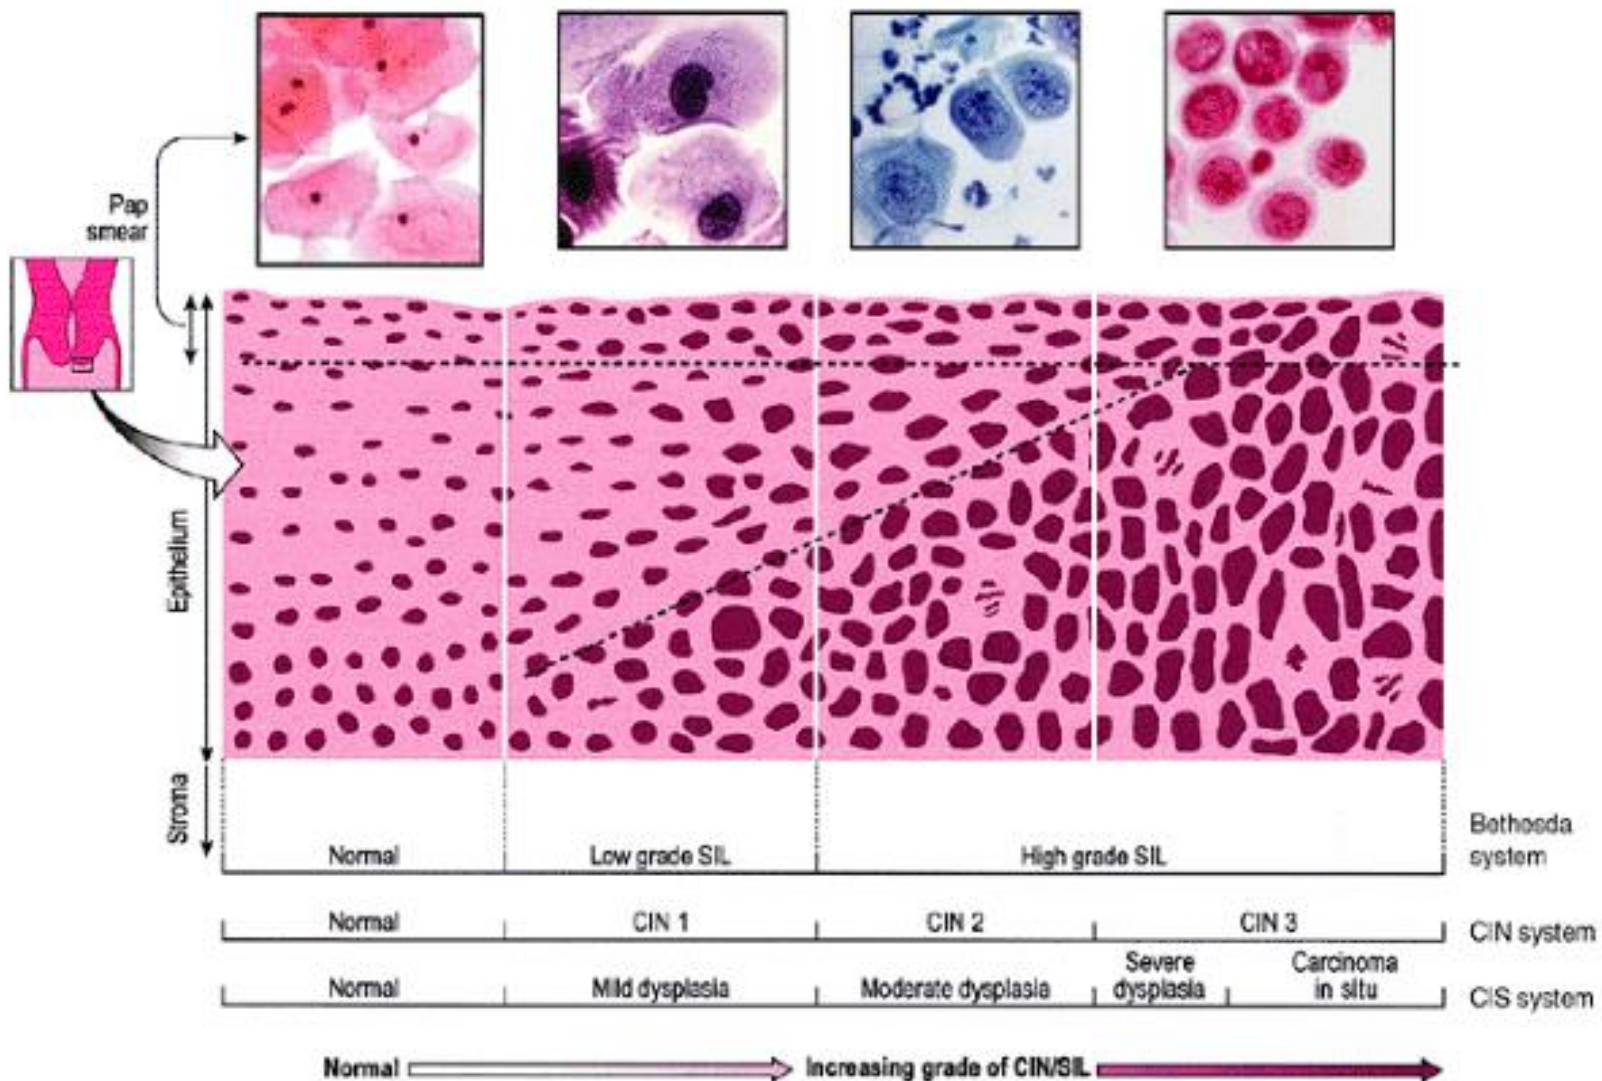 Pap
smear
Epithelium
Stroma
Normal
Low grade SIL
High grade SIL
Bethesda
system
Normal
CIN 1
CIN 2
CIN 3
CIN system
Normal
Mild dysplasia
Moderate dysplasia
Severe
dysplasia
Carcinoma
in situ
CIS system
Normal
Increasing grade of CIN/SIL